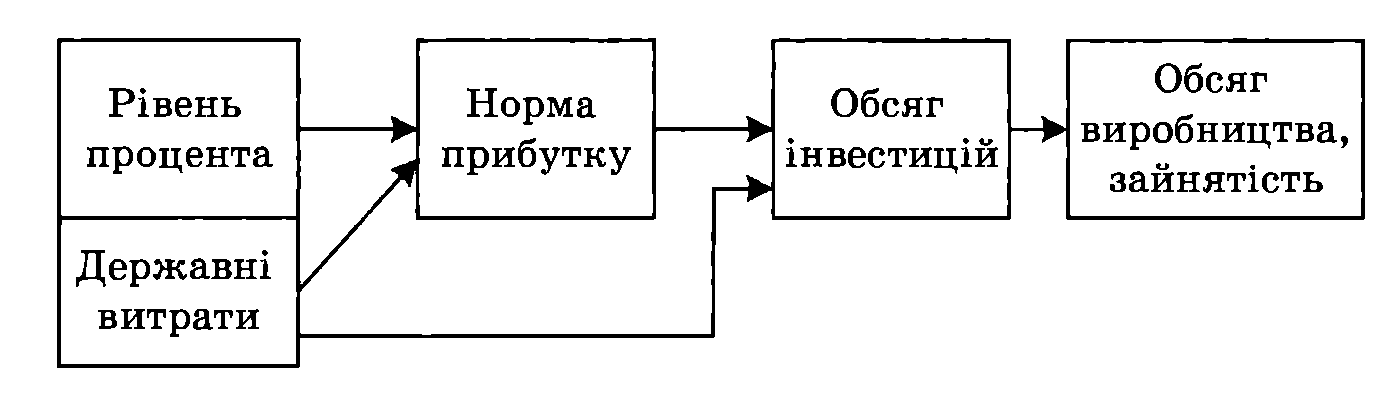 Рівень
процента
Державні
витрати
Норма
прибутку
Обсяг
інвестицій
Обсяг
виробництва,
зайнятість